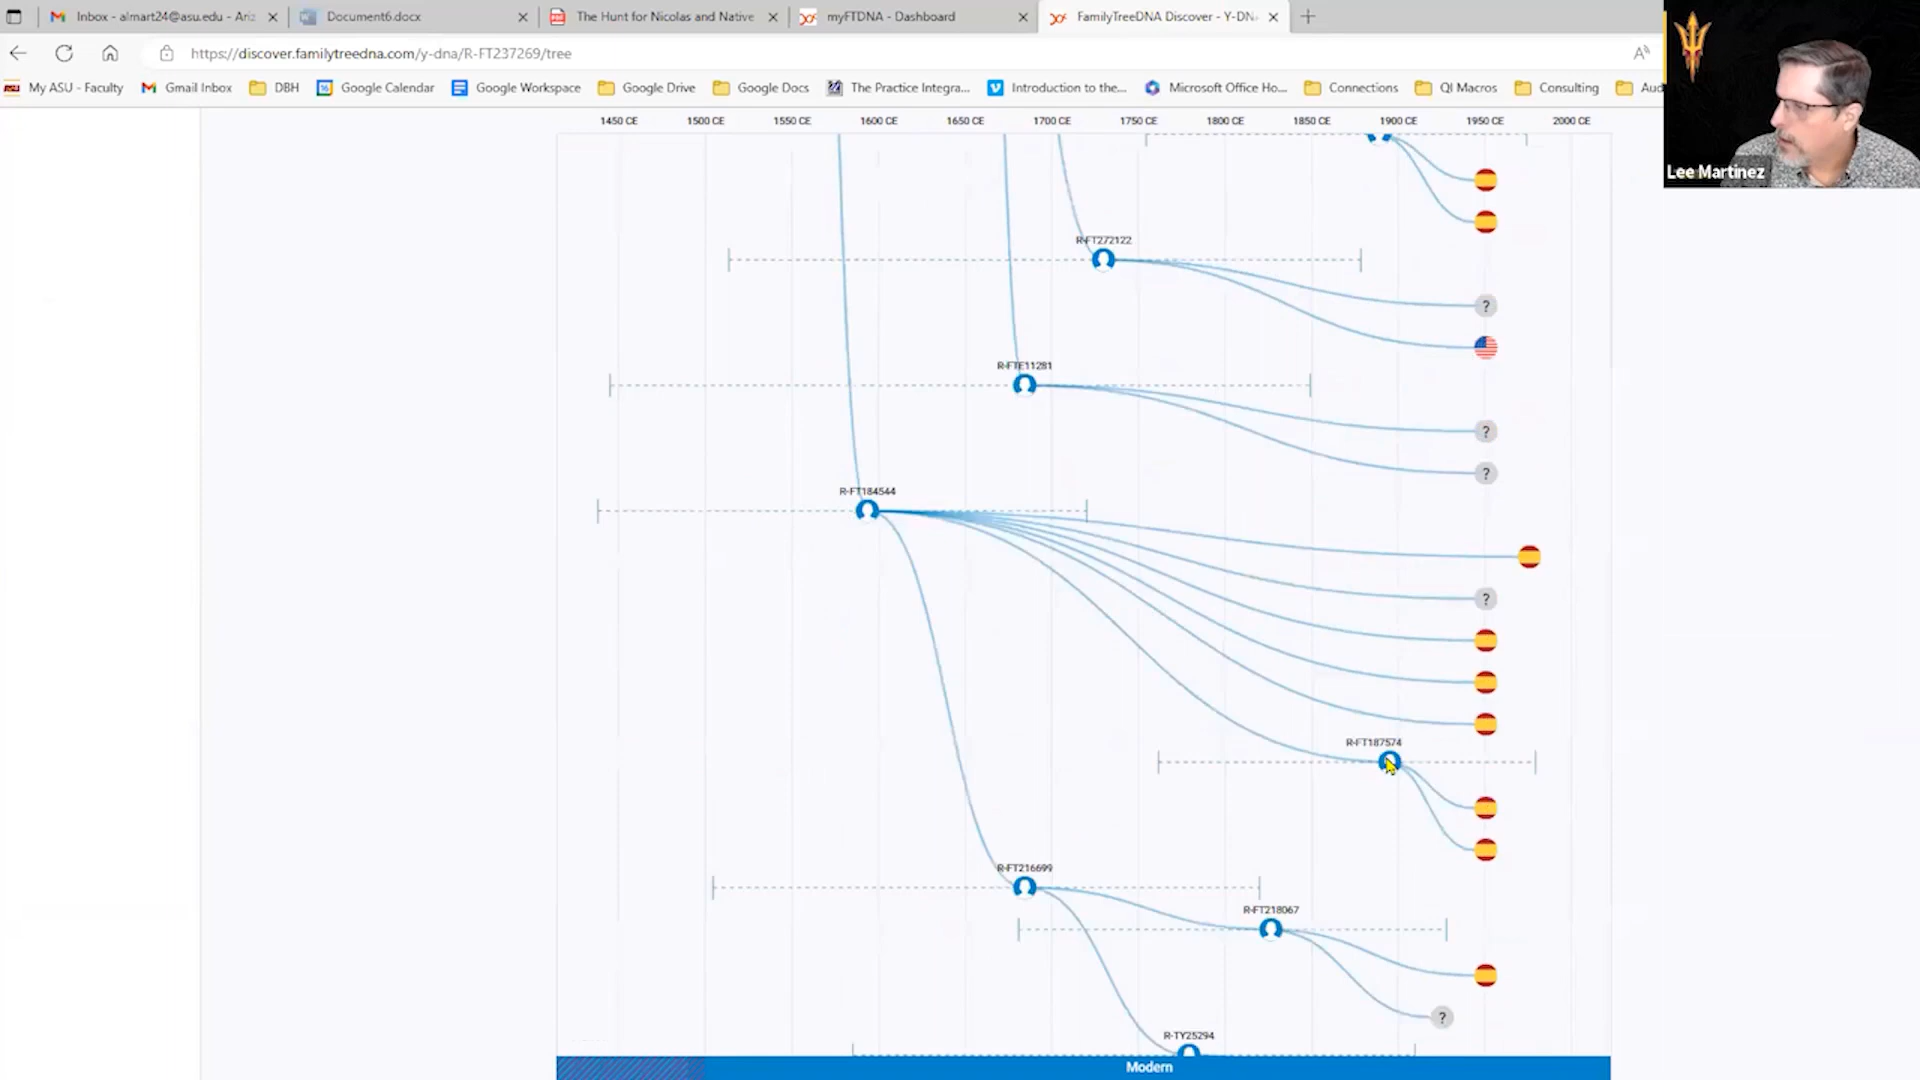 Inbox - almart24@asu.edu - Ariz
Document6.docx
The Hunt for Nicolas and Native
myFTDNA - Dashboard
FamilyTreeDNA Discover - Y-DN
https://discover.familytreedna.com/y-dna/R-FT237269/tree
My ASU - Faculty
Gmail Inbox
DBH
Google Calendar
Google Workspace
Google Drive
Google Docs
The Practice Integra...
Introduction to the...
Microsoft Office Ho...
Connections
QI Macros
Consulting
Aud
Lee Martinez
1450 CE
1500 CE
1550 CE
1600 CE
1650 CE
1700 CE
1750 CE
1800 CE
1850 CE
1900 CE
1950 CE
2000 CE
R-FT272122
?
R-FTE11281
?
?
R-FT184544
?
R-FT187574
R-FT216699
R-FT218067
?
R-TY25294
Modern